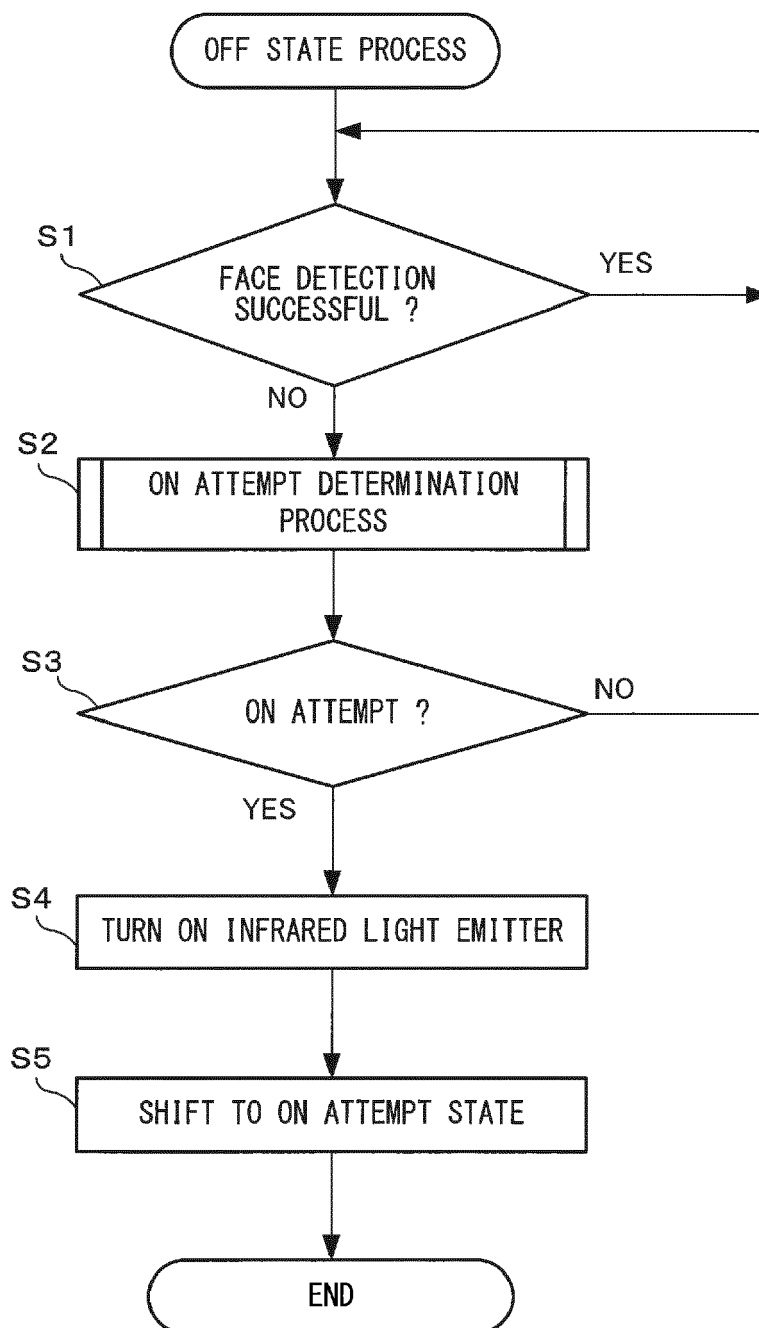 OFF STATE PROCESS
S1
FACE DETECTION
SUCCESSFUL ?
YES
NO
S2
ON ATTEMPT DETERMINATION
PROCESS
S3
ON ATTEMPT ?
NO
YES
S4
TURN ON INFRARED LIGHT EMITTER
S5
SHIFT TO ON ATTEMPT STATE
END